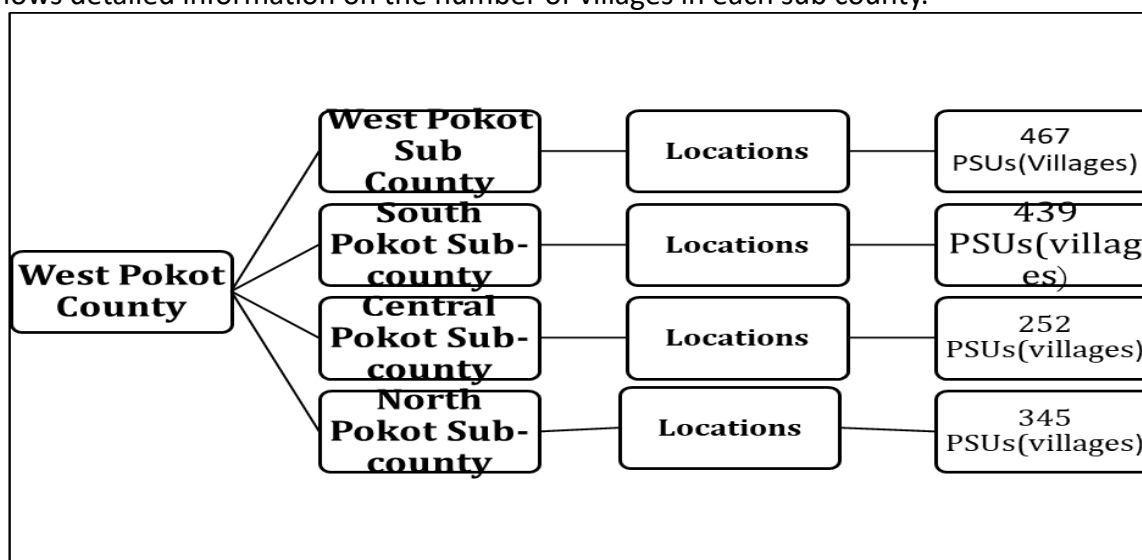 lows detailed information on the number of villages in each sub county.
West Pokot
County
West Pokot
Sub
County
Locations
467
PSUs(Villages)
South
Pokot Sub-
county
Locations
439
PSUs(villag
es)
Central
Pokot Sub-
county
Locations
252
PSUs(villages)
North
Pokot Sub-
county
Locations
345
PSUs(villages)